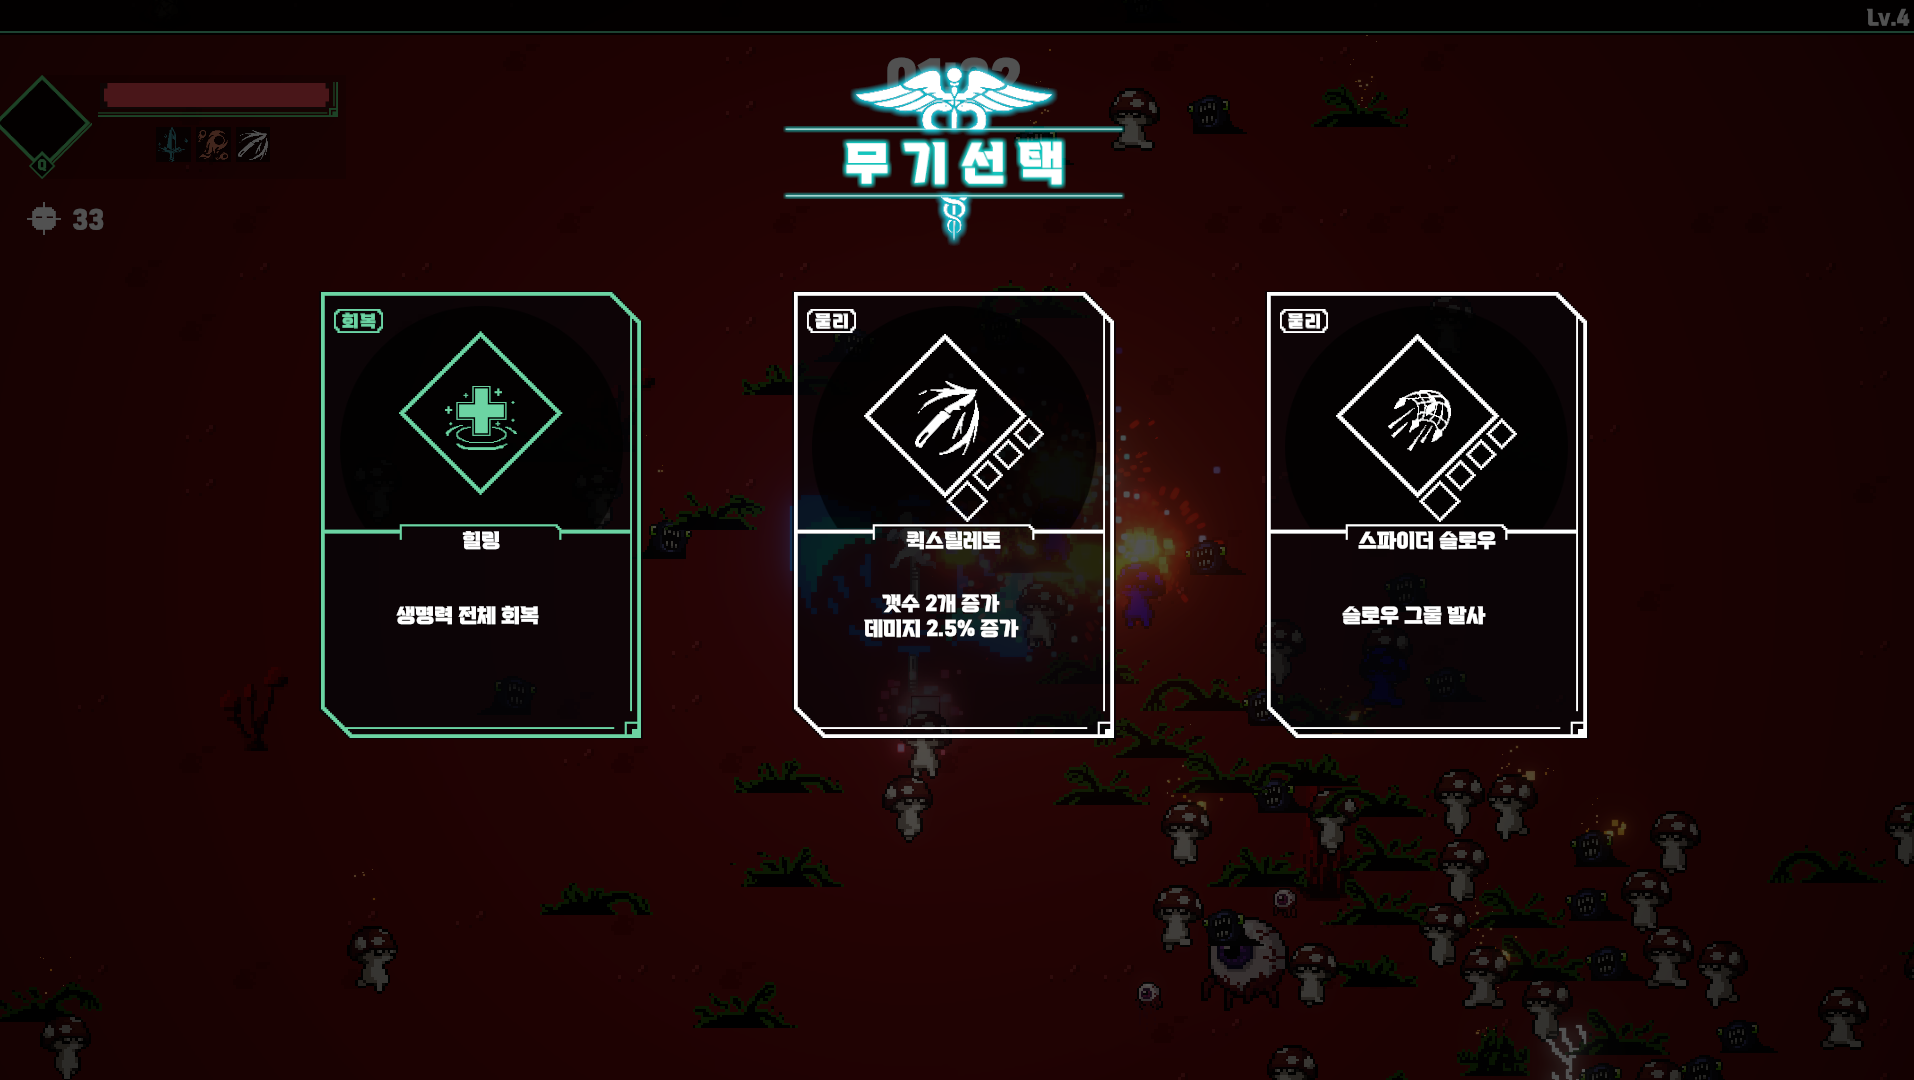 Lv.4
무기선택
Q
33
회복
힐링
생명력 전체 회복
물리
퀵스틸레토
갯수 2개 증가
데미지 2.5% 증가
물리
스파이더 슬로우
슬로우 그물 발사